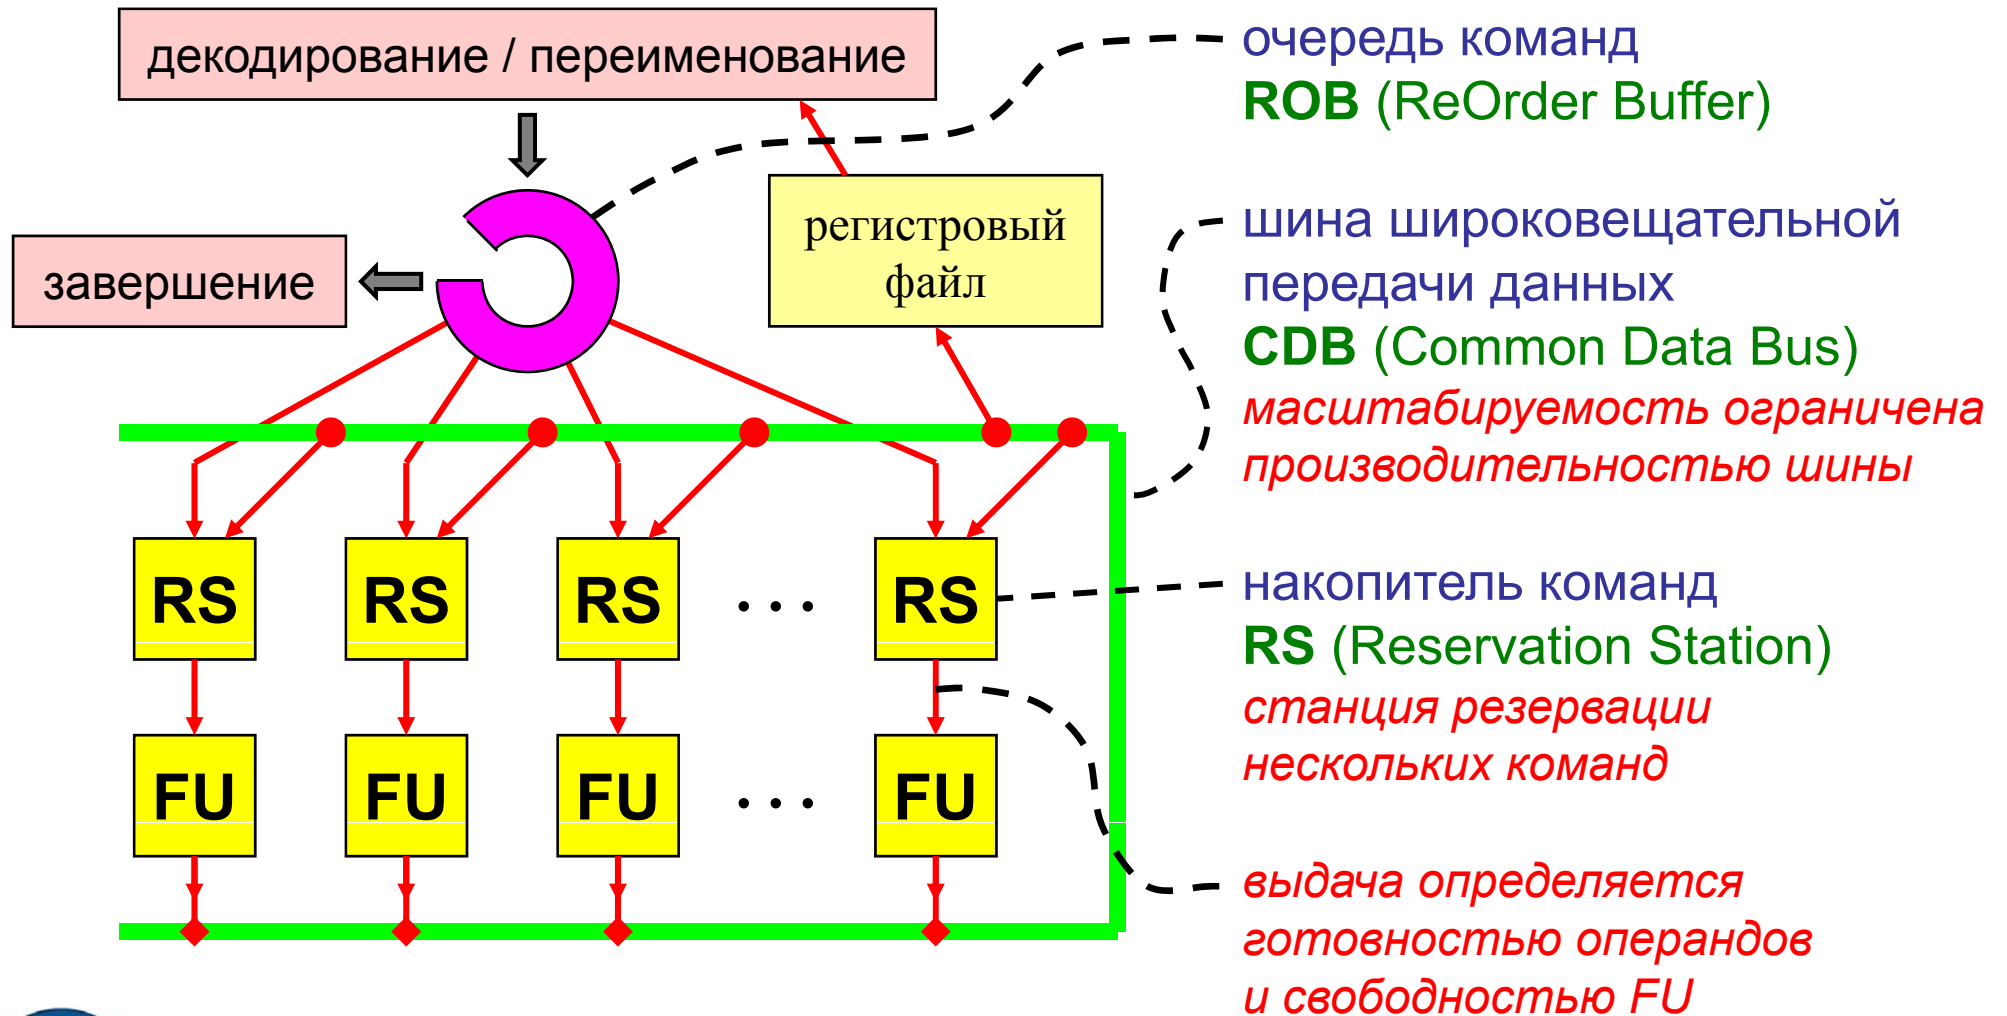 декодирование / переименование
завершение
регистровый
файл
RS RS RS ... RS
FU FU FU ... FU
очередь команд
ROB (ReOrder Buffer)
шина широковещательной
передачи данных
CDB (Common Data Bus)
масштабируемость ограничена
производительностью шины
накопитель команд
RS (Reservation Station)
станция резервации
нескольких команд
выдача определяется
готовностью операндов
и свободностью FU